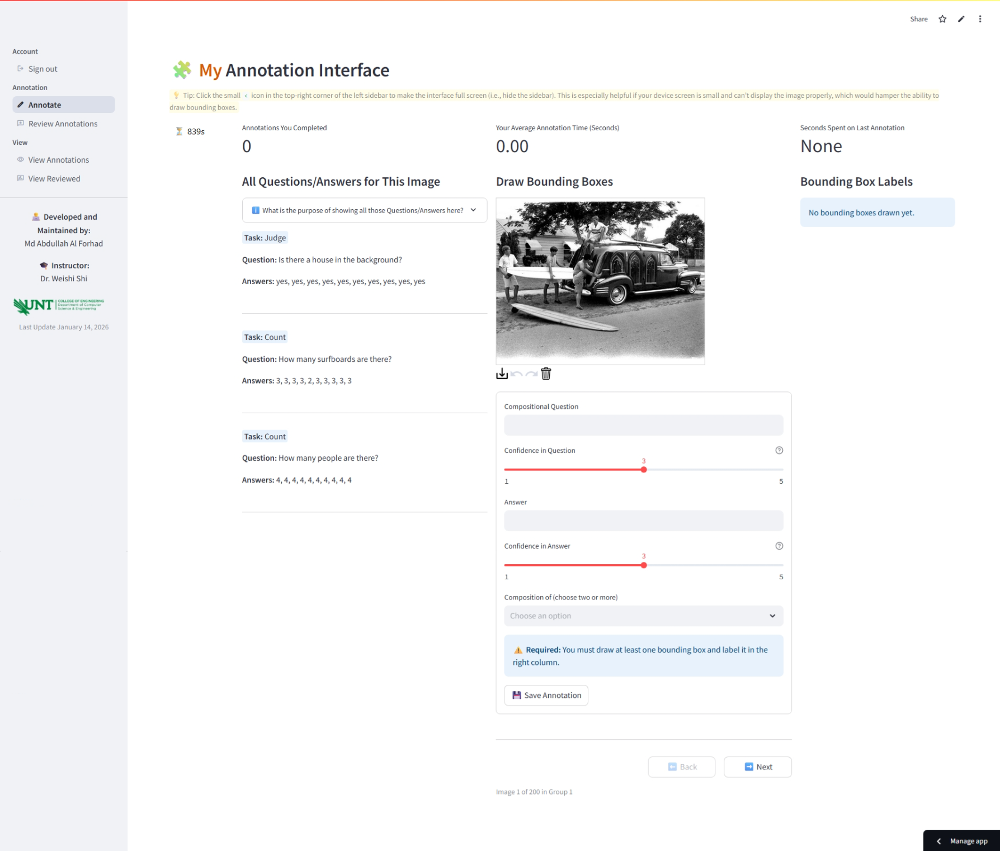 Share
Account
Sign out
Annotation
Annotate
Review Annotations
View
View Annotations
View Reviewed
Developed and
Maintained by:
Md Abdullah Al Forhad
Instructor:
Dr. Weishi Shi
UNT
COLLEGE OF ENGINEERING
Department of Computer
Science & Engineering
Last Update January 14, 2026
My Annotation Interface
Tip: Click the small < icon in the top-right corner of the left sidebar to make the interface full screen (i.e., hide the sidebar). This is especially helpful if your device screen is small and can't display the image properly, which would hamper the ability to
draw bounding boxes.
839s
Annotations You Completed
0
Your Average Annotation Time (Seconds)
0.00
Seconds Spent on Last Annotation
None
All Questions/Answers for This Image
What is the purpose of showing all those Questions/Answers here?
Task: Judge
Question: Is there a house in the background?
Answers: yes, yes, yes, yes, yes, yes, yes, yes, yes, yes
Task: Count
Question: How many surfboards are there?
Answers: 3, 3, 3, 3, 2, 3, 3, 3, 3, 3
Task: Count
Question: How many people are there?
Answers: 4, 4, 4, 4, 4, 4, 4, 4, 4, 4
Draw Bounding Boxes
Compositional Question
Confidence in Question
3
1 5
Answer
Confidence in Answer
3
1 5
Composition of (choose two or more)
Choose an option
Required: You must draw at least one bounding box and label it in the
right column.
Save Annotation
Back
Next
Image 1 of 200 in Group 1
Bounding Box Labels
No bounding boxes drawn yet.
Manage app